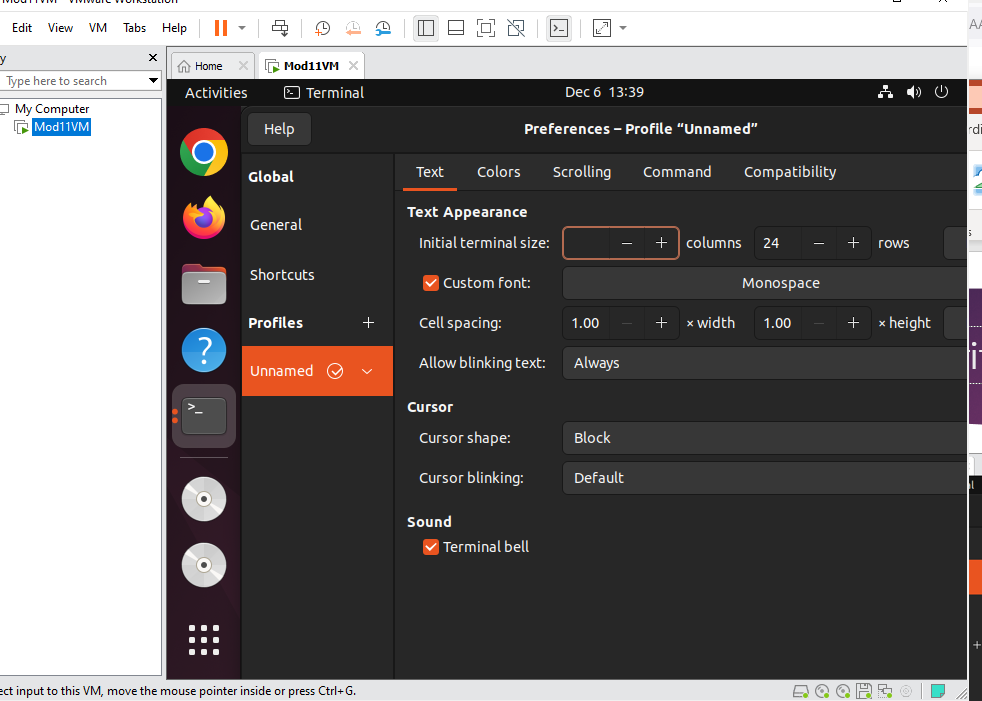 Mod11VM - VMware Workstation
Edit View VM Tabs Help
Type here to search
My Computer
Mod11VM
Home
Mod11VM
Activities
Terminal
Dec 6 13:39
Help
Preferences – Profile “Unnamed”
Global
General
Shortcuts
Profiles
Unnamed
Text Colors Scrolling Command Compatibility
Text Appearance
Initial terminal size: − + columns 24 − + rows
Custom font: Monospace
Cell spacing: 1.00 − + × width 1.00 − + × height
Allow blinking text: Always
Cursor
Cursor shape: Block
Cursor blinking: Default
Sound
Terminal bell
input to this VM, move the mouse pointer inside or press Ctrl+G.